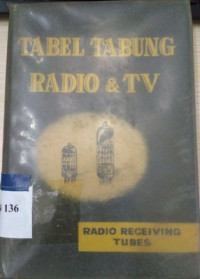 TABEL TABUNG
RADIO & TV
136
RADIO RECEIVING
TUBES